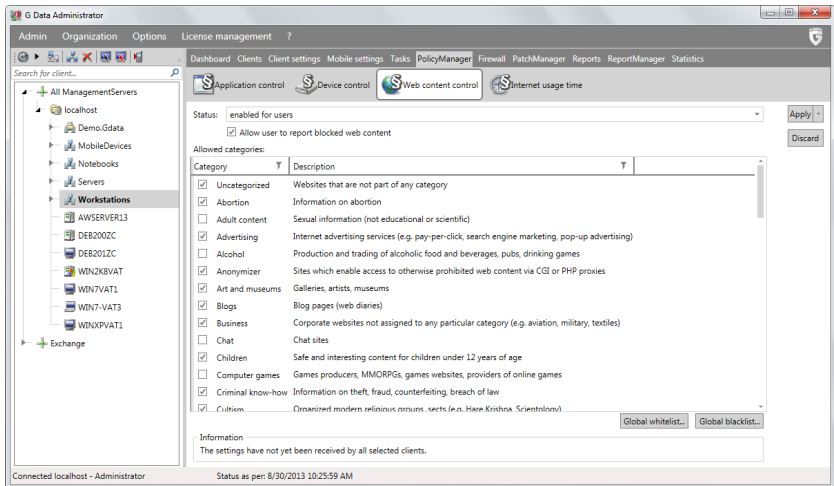 G Data Administrator
Admin Organization Options License management ?
Dashboard Clients Client settings Mobile settings Tasks PolicyManager Firewall PatchManager Reports ReportManager Statistics
Search for client...
Application control Device control Web content control Internet usage time
All ManagementServers
localhost
Demo.Gdata
MobileDevices
Notebooks
Servers
Workstations
AWSERVER13
DEB200ZC
DEB201ZC
WIN2K8VAT
WIN7VAT1
WIN7-VAT3
WINXPVAT1
Exchange
Status: enabled for users
Apply
Allow user to report blocked web content
Discard
Allowed categories:
Category Description
Uncategorized Websites that are not part of any category
Abortion Information on abortion
Adult content Sexual information (not educational or scientific)
Advertising Internet advertising services (e.g. pay-per-click, search engine marketing, pop-up advertising)
Alcohol Production and trading of alcoholic food and beverages, pubs, drinking games
Anonymizer Sites which enable access to otherwise prohibited web content via CGI or PHP proxies
Art and museums Galleries, artists, museums
Blogs Blog pages (web diaries)
Business Corporate websites not assigned to any particular category (e.g. aviation, military, textiles)
Chat Chat sites
Children Safe and interesting content for children under 12 years of age
Computer games Games producers, MMORPGs, games websites, providers of online games
Criminal know-how Information on theft, fraud, counterfeiting, breach of law
Cultism Organized modern religious groups, sects (e.g. Hare Krishna, Scientology)
Global whitelist... Global blacklist...
Information
The settings have not yet been received by all selected clients.
Connected localhost - Administrator Status as per: 8/30/2013 10:25:59 AM